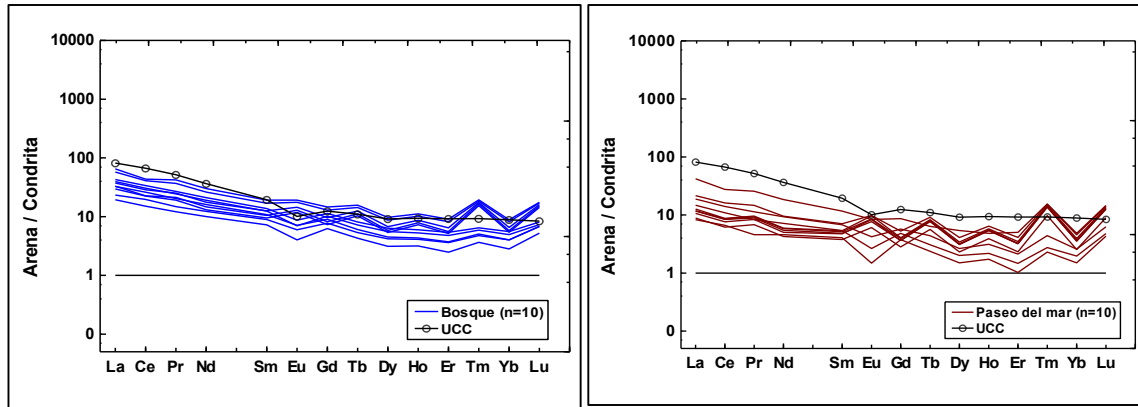 10000
1000
100
10
1
0
Arena / Condrita
Bosque (n=10)
UCC
La Ce Pr Nd Sm Eu Gd Tb Dy Ho Er Tm Yb Lu
10000
1000
100
10
1
0
Arena / Condrita
Paseo del mar (n=10)
UCC
La Ce Pr Nd Sm Eu Gd Tb Dy Ho Er Tm Yb Lu